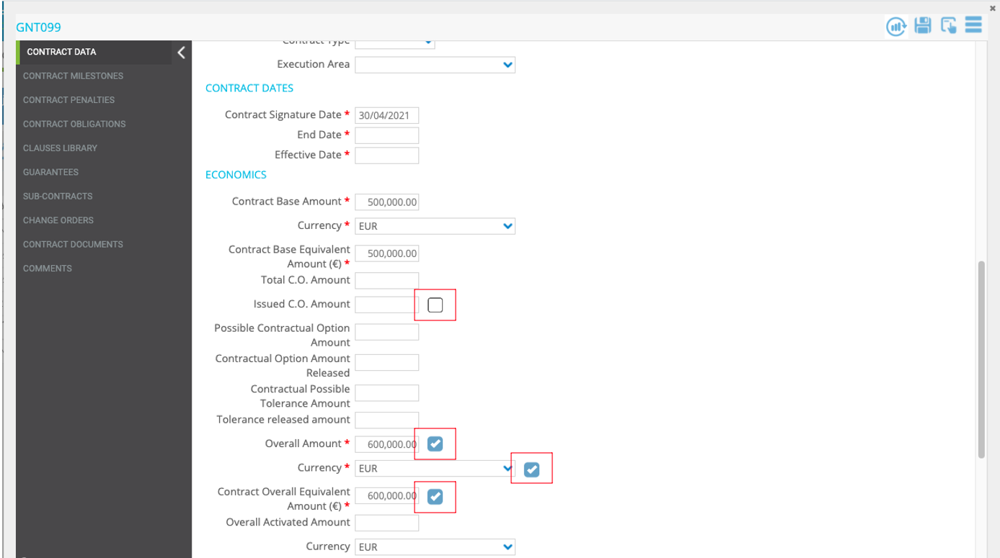 GNT099
CONTRACT DATA
CONTRACT MILESTONES
CONTRACT PENALTIES
CONTRACT OBLIGATIONS
CLAUSES LIBRARY
GUARANTEES
SUB-CONTRACTS
CHANGE ORDERS
CONTRACT DOCUMENTS
COMMENTS
Contract Type
Execution Area
CONTRACT DATES
Contract Signature Date * 30/04/2021
End Date *
Effective Date *
ECONOMICS
Contract Base Amount * 500,000.00
Currency * EUR
Contract Base Equivalent
Amount (€) * 500,000.00
Total C.O. Amount
Issued C.O. Amount
Possible Contractual Option
Amount
Contractual Option Amount
Released
Contractual Possible
Tolerance Amount
Tolerance released amount
Overall Amount * 600,000.00
Currency * EUR
Contract Overall Equivalent
Amount (€) * 600,000.00
Overall Activated Amount
Currency EUR